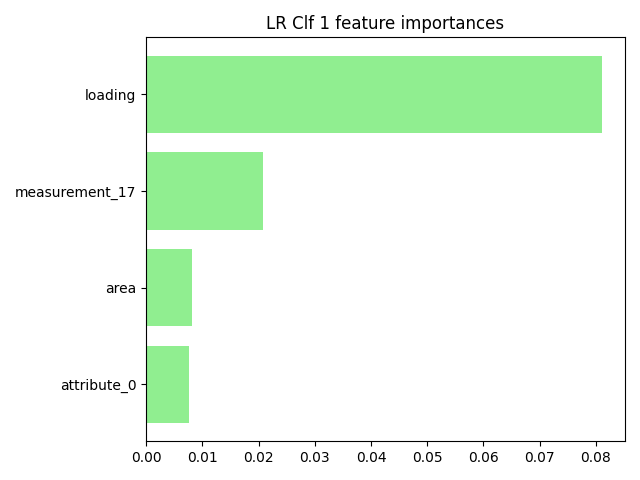 LR Clf 1 feature importances
loading
measurement_17
area
attribute_0
0.00 0.01 0.02 0.03 0.04 0.05 0.06 0.07 0.08